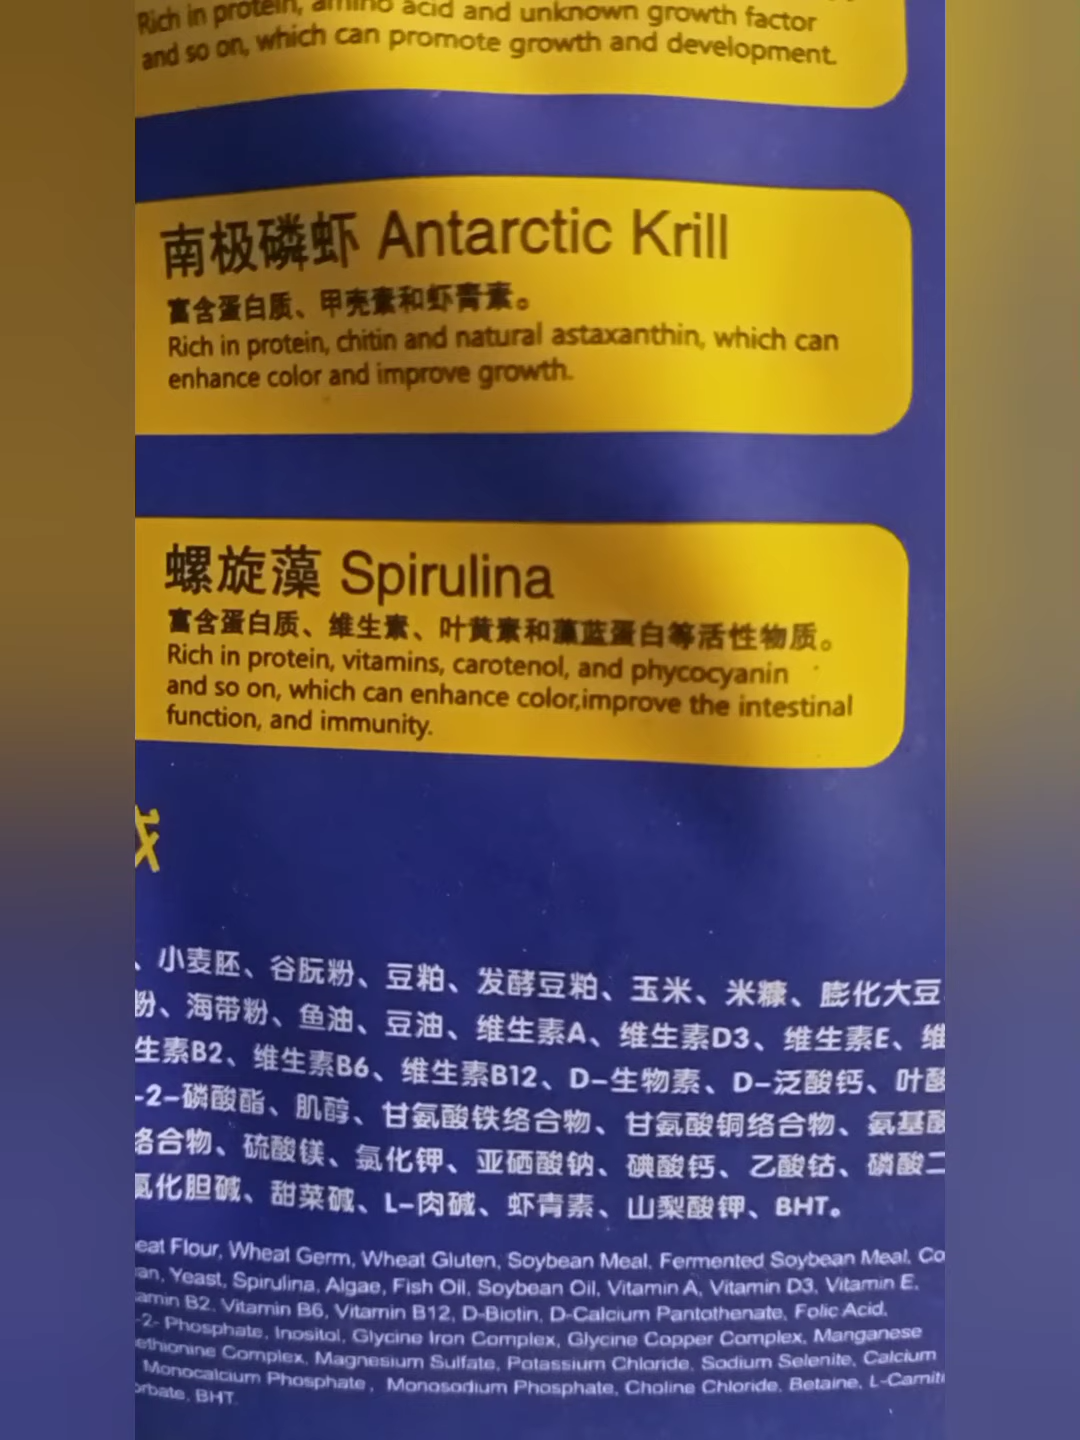 Rich in protein, amino acid and unknown growth factor
and so on, which can promote growth and development.
南极磷虾 Antarctic Krill
富含蛋白质、甲壳素和虾青素。
Rich in protein, chitin and natural astaxanthin, which can
enhance color and improve growth.
螺旋藻 Spirulina
富含蛋白质、维生素、叶黄素和藻蓝蛋白等活性物质。
Rich in protein, vitamins, carotenol, and phycocyanin
and so on, which can enhance color,improve the intestinal
function, and immunity.
、小麦胚、谷朊粉、豆粕、发酵豆粕、玉米、米糠、膨化大豆
粉、海带粉、鱼油、豆油、维生素A、维生素D3、维生素E、维
生素B2、维生素B6、维生素B12、D-生物素、D-泛酸钙、叶酸
-2-磷酸酯、肌醇、甘氨酸铁络合物、甘氨酸铜络合物、氨基酸
络合物、硫酸镁、氯化钾、亚硒酸钠、碘酸钙、乙酸钴、磷酸二
氯化胆碱、甜菜碱、L-肉碱、虾青素、山梨酸钾、BHT。
eat Flour, Wheat Germ, Wheat Gluten, Soybean Meal, Fermented Soybean Meal, Co
an, Yeast, Spirulina, Algae, Fish Oil, Soybean Oil, Vitamin A, Vitamin D3, Vitamin E,
amin B2, Vitamin B6, Vitamin B12, D-Biotin, D-Calcium Pantothenate, Folic Acid,
-2- Phosphate, Inositol, Glycine Iron Complex, Glycine Copper Complex, Manganese
ethionine Complex, Magnesium Sulfate, Potassium Chloride, Sodium Selenite, Calcium
Monocalcium Phosphate, Monosodium Phosphate, Choline Chloride, Betaine, L-Carniti
orbate, BHT.